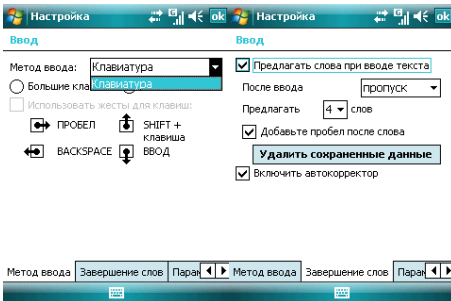 Настройка
ok
Ввод
Метод ввода: Клавиатура
Большие кла
Клавиатура
Использовать жесты для клавиш:
ПРОБЕЛ
SHIFT + клавиша
BACKSPACE
ВВОД
Метод ввода Завершение слов Парам
Настройка
ok
Ввод
Предлагать слова при вводе текста
После ввода пропуск
Предлагать 4 слов
Добавьте пробел после слова
Удалить сохраненные данные
Включить автокорректор
Метод ввода Завершение слов Парам